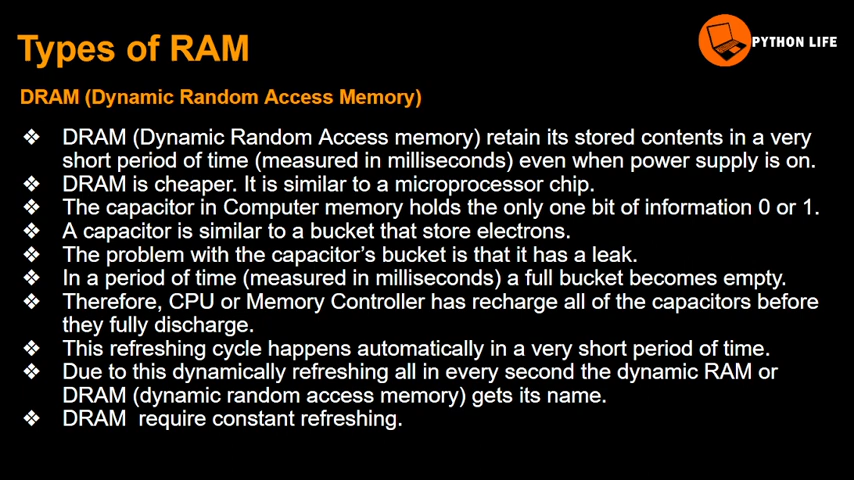 Types of RAM
PYTHON LIFE
DRAM (Dynamic Random Access Memory)
❖ DRAM (Dynamic Random Access memory) retain its stored contents in a very
short period of time (measured in milliseconds) even when power supply is on.
❖ DRAM is cheaper. It is similar to a microprocessor chip.
❖ The capacitor in Computer memory holds the only one bit of information 0 or 1.
❖ A capacitor is similar to a bucket that store electrons.
❖ The problem with the capacitor's bucket is that it has a leak.
❖ In a period of time (measured in milliseconds) a full bucket becomes empty.
❖ Therefore, CPU or Memory Controller has recharge all of the capacitors before
they fully discharge.
❖ This refreshing cycle happens automatically in a very short period of time.
❖ Due to this dynamically refreshing all in every second the dynamic RAM or
DRAM (dynamic random access memory) gets its name.
❖ DRAM require constant refreshing.